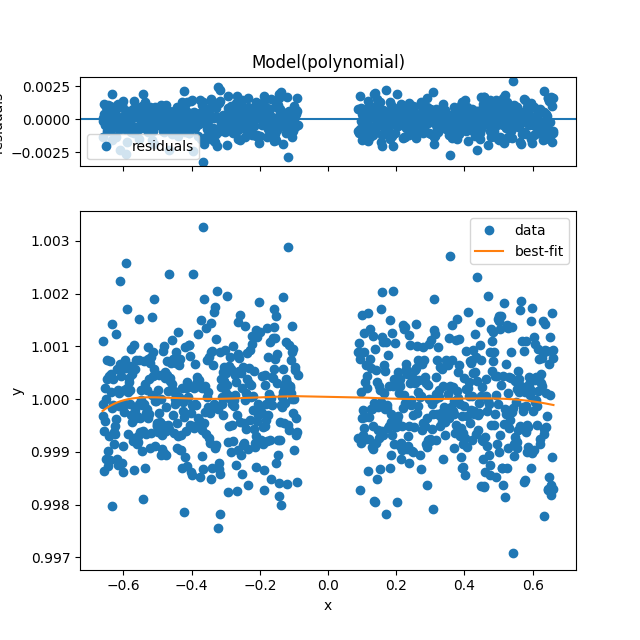 Model(polynomial)
0.0025
0.0000
−0.0025
residuals
residuals
1.003
1.002
1.001
1.000
0.999
0.998
0.997
y
data
best-fit
−0.6 −0.4 −0.2 0.0 0.2 0.4 0.6
x